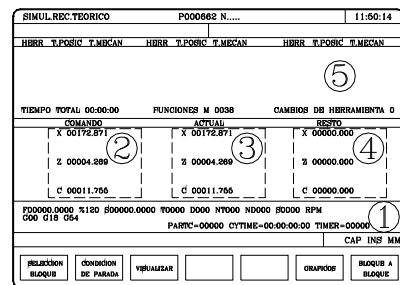 SIMUL.REC.TEORICO P000662 N..... 11:50:14
HERR T.POSIC T.MECAN HERR T.POSIC T.MECAN HERR T.POSIC T.MECAN
5
TIEMPO TOTAL 00:00:00 FUNCIONES M 0038 CAMBIOS DE HERRAMIENTA 0
COMANDO ACTUAL RESTO
X 00172.871 X 00172.871 X 00000.000
2 3 4
Z 00004.269 Z 00004.269 Z 00000.000
C 00011.755 C 00011.755 C 00000.000
F00000.0000 %120 S00000.0000 T0000 D000 NT000 ND000 S0000 RPM
G00 G18 G54
PARTC=00000 CYTIME=00:00:00:00 TIMER=00000
1
CAP INS MM
SELECCION BLOQUE CONDICION DE PARADA VISUALIZAR GRAFICOS BLOQUE A BLOQUE